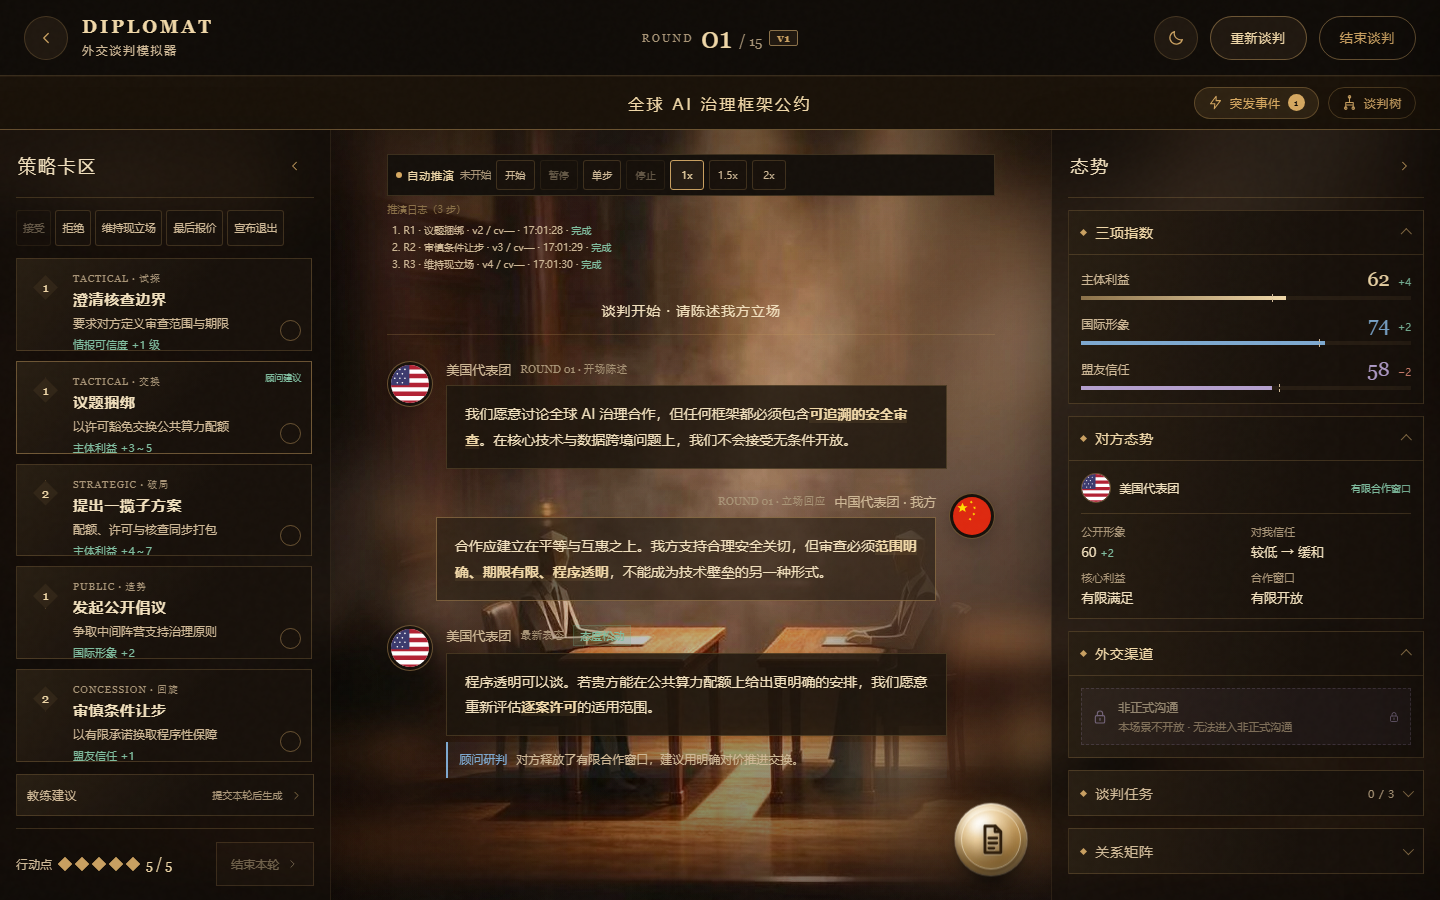 DIPLOMAT
外交谈判模拟器
ROUND 01 / 15 v1
重新谈判
结束谈判
全球 AI 治理框架公约
突发事件 1
谈判树
策略卡区
接受 拒绝 维持现立场 最后报价 宣布退出
1
TACTICAL · 试探
澄清核查边界
要求对方定义审查范围与期限
情报可信度 +1 级
1
TACTICAL · 交换
顾问建议
议题捆绑
以许可豁免交换公共算力配额
主体利益 +3~5
2
STRATEGIC · 破局
提出一揽子方案
配额、许可与核查同步打包
主体利益 +4~7
1
PUBLIC · 造势
发起公开倡议
争取中间阵营支持治理原则
国际形象 +2
2
CONCESSION · 回旋
审慎条件让步
以有限承诺换取程序性保障
盟友信任 +1
教练建议 提交本轮后生成
行动点 5/5
结束本轮
自动推演 未开始 开始 暂停 单步 停止 1x 1.5x 2x
推演日志（3 步）
1. R1 · 议题捆绑 · v2 / cv— · 17:01:28 · 完成
2. R2 · 审慎条件让步 · v3 / cv— · 17:01:29 · 完成
3. R3 · 维持现立场 · v4 / cv— · 17:01:30 · 完成
谈判开始 · 请陈述我方立场
美国代表团 ROUND 01 · 开场陈述
我们愿意讨论全球 AI 治理合作，但任何框架都必须包含可追溯的安全审
查。在核心技术与数据跨境问题上，我们不会接受无条件开放。
ROUND 01 · 立场回应 中国代表团 · 我方
合作应建立在平等与互惠之上。我方支持合理安全关切，但审查必须范围明
确、期限有限、程序透明，不能成为技术壁垒的另一种形式。
美国代表团 最新表态
程序透明可以谈。若贵方能在公共算力配额上给出更明确的安排，我们愿意
重新评估逐案许可的适用范围。
顾问研判 对方释放了有限合作窗口，建议用明确对价推进交换。
态势
三项指数
主体利益 62 +4
国际形象 74 +2
盟友信任 58 −2
对方态势
美国代表团 有限合作窗口
公开形象 对我信任
60 +2 较低 → 缓和
核心利益 合作窗口
有限满足 有限开放
外交渠道
非正式沟通
本场景不开放 · 无法进入非正式沟通
谈判任务 0 / 3
关系矩阵